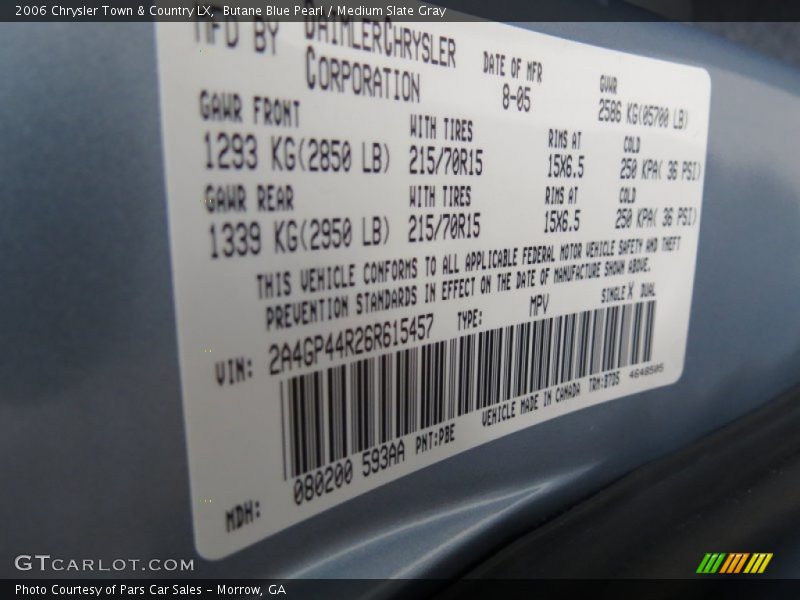 2006 Chrysler Town & Country LX, Butane Blue Pearl / Medium Slate Gray
MFD BY DAIMLERCHRYSLER CORPORATION DATE OF MFR 8-05 GVWR 2586 KG(05700 LB)
GAWR FRONT WITH TIRES RIMS AT COLD
1293 KG(2850 LB) 215/70R15 15X6.5 250 KPA( 36 PSI)
GAWR REAR WITH TIRES RIMS AT COLD
1339 KG(2950 LB) 215/70R15 15X6.5 250 KPA( 36 PSI)
THIS VEHICLE CONFORMS TO ALL APPLICABLE FEDERAL MOTOR VEHICLE SAFETY AND THEFT
PREVENTION STANDARDS IN EFFECT ON THE DATE OF MANUFACTURE SHOWN ABOVE.
VIN: 2A4GP44R26R615457 TYPE: MPV SINGLE X DUAL
MDH: 080200 593AA PNT:PBE VEHICLE MADE IN CANADA TRM:B7D5 4648505
GTCARLOT.COM
Photo Courtesy of Pars Car Sales - Morrow, GA